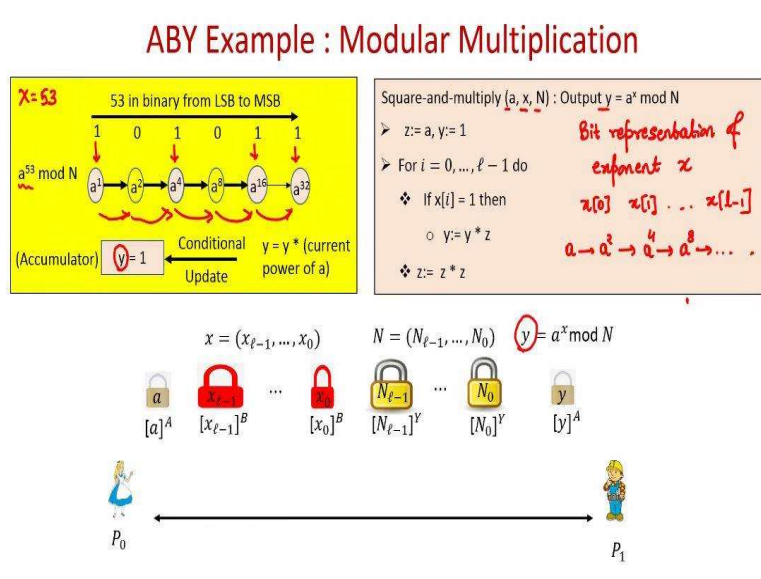 ABY Example : Modular Multiplication
x=53
53 in binary from LSB to MSB
1 0 1 0 1 1
a⁵³ mod N
a¹ a² a⁴ a⁸ a¹⁶ a³²
(Accumulator) y = 1
Conditional
Update
y = y * (current
power of a)
Square-and-multiply (a, x, N) : Output y = aˣ mod N
➢ z:= a, y:= 1
➢ For i = 0, ..., ℓ − 1 do
❖ If x[i] = 1 then
○ y:= y * z
❖ z:= z * z
Bit representation of
exponent x
x[0] x[1] ... x[l-1]
a → a² → a⁴ → a⁸ → ... .
x = (xℓ₋₁, ..., x₀) N = (Nℓ₋₁, ..., N₀) y = aˣ mod N
a xℓ₋₁ ... x₀ Nℓ₋₁ ... N₀ y
[a]ᴬ [xℓ₋₁]ᴮ [x₀]ᴮ [Nℓ₋₁]ʸ [N₀]ʸ [y]ᴬ
P₀ P₁